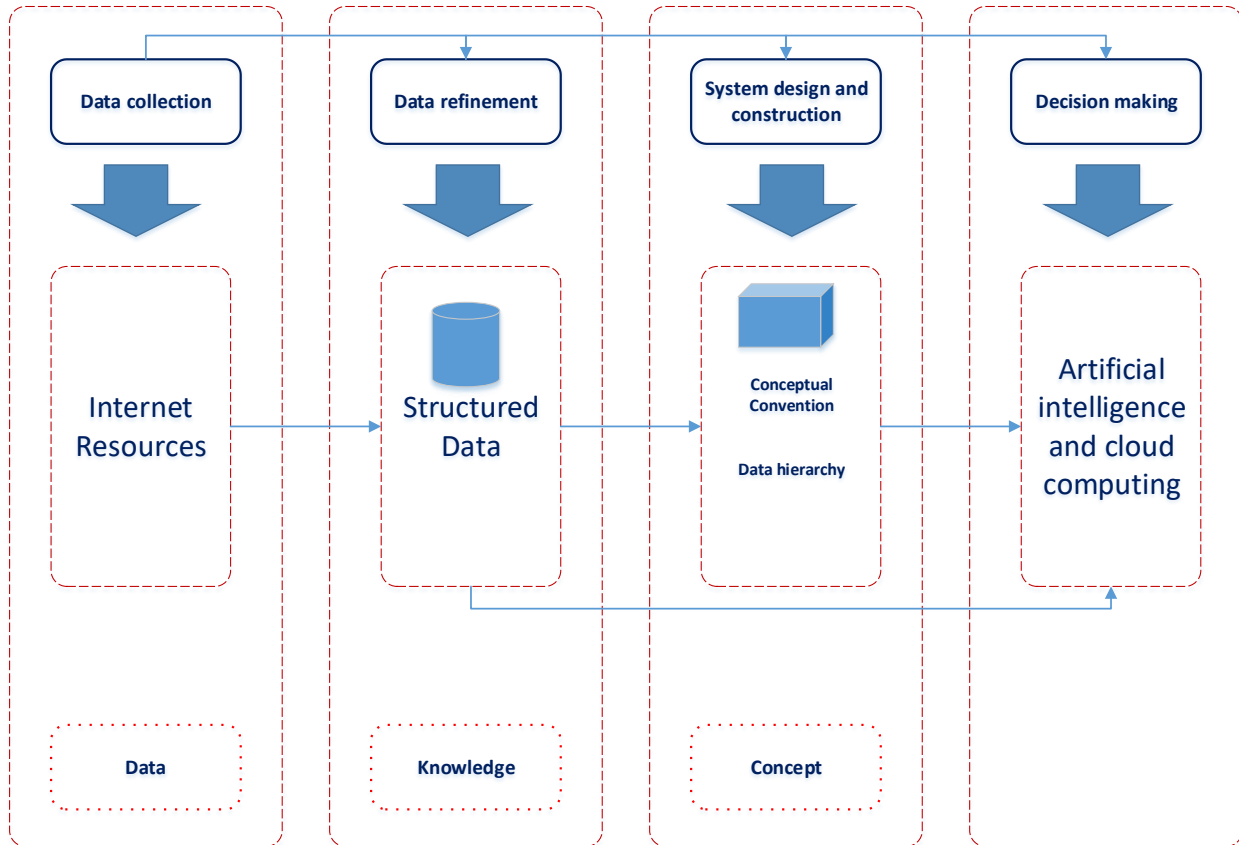 Data collection
Data refinement
System design and
construction
Decision making
Internet
Resources
Structured
Data
Conceptual
Convention
Data hierarchy
Artificial
intelligence
and cloud
computing
Data
Knowledge
Concept